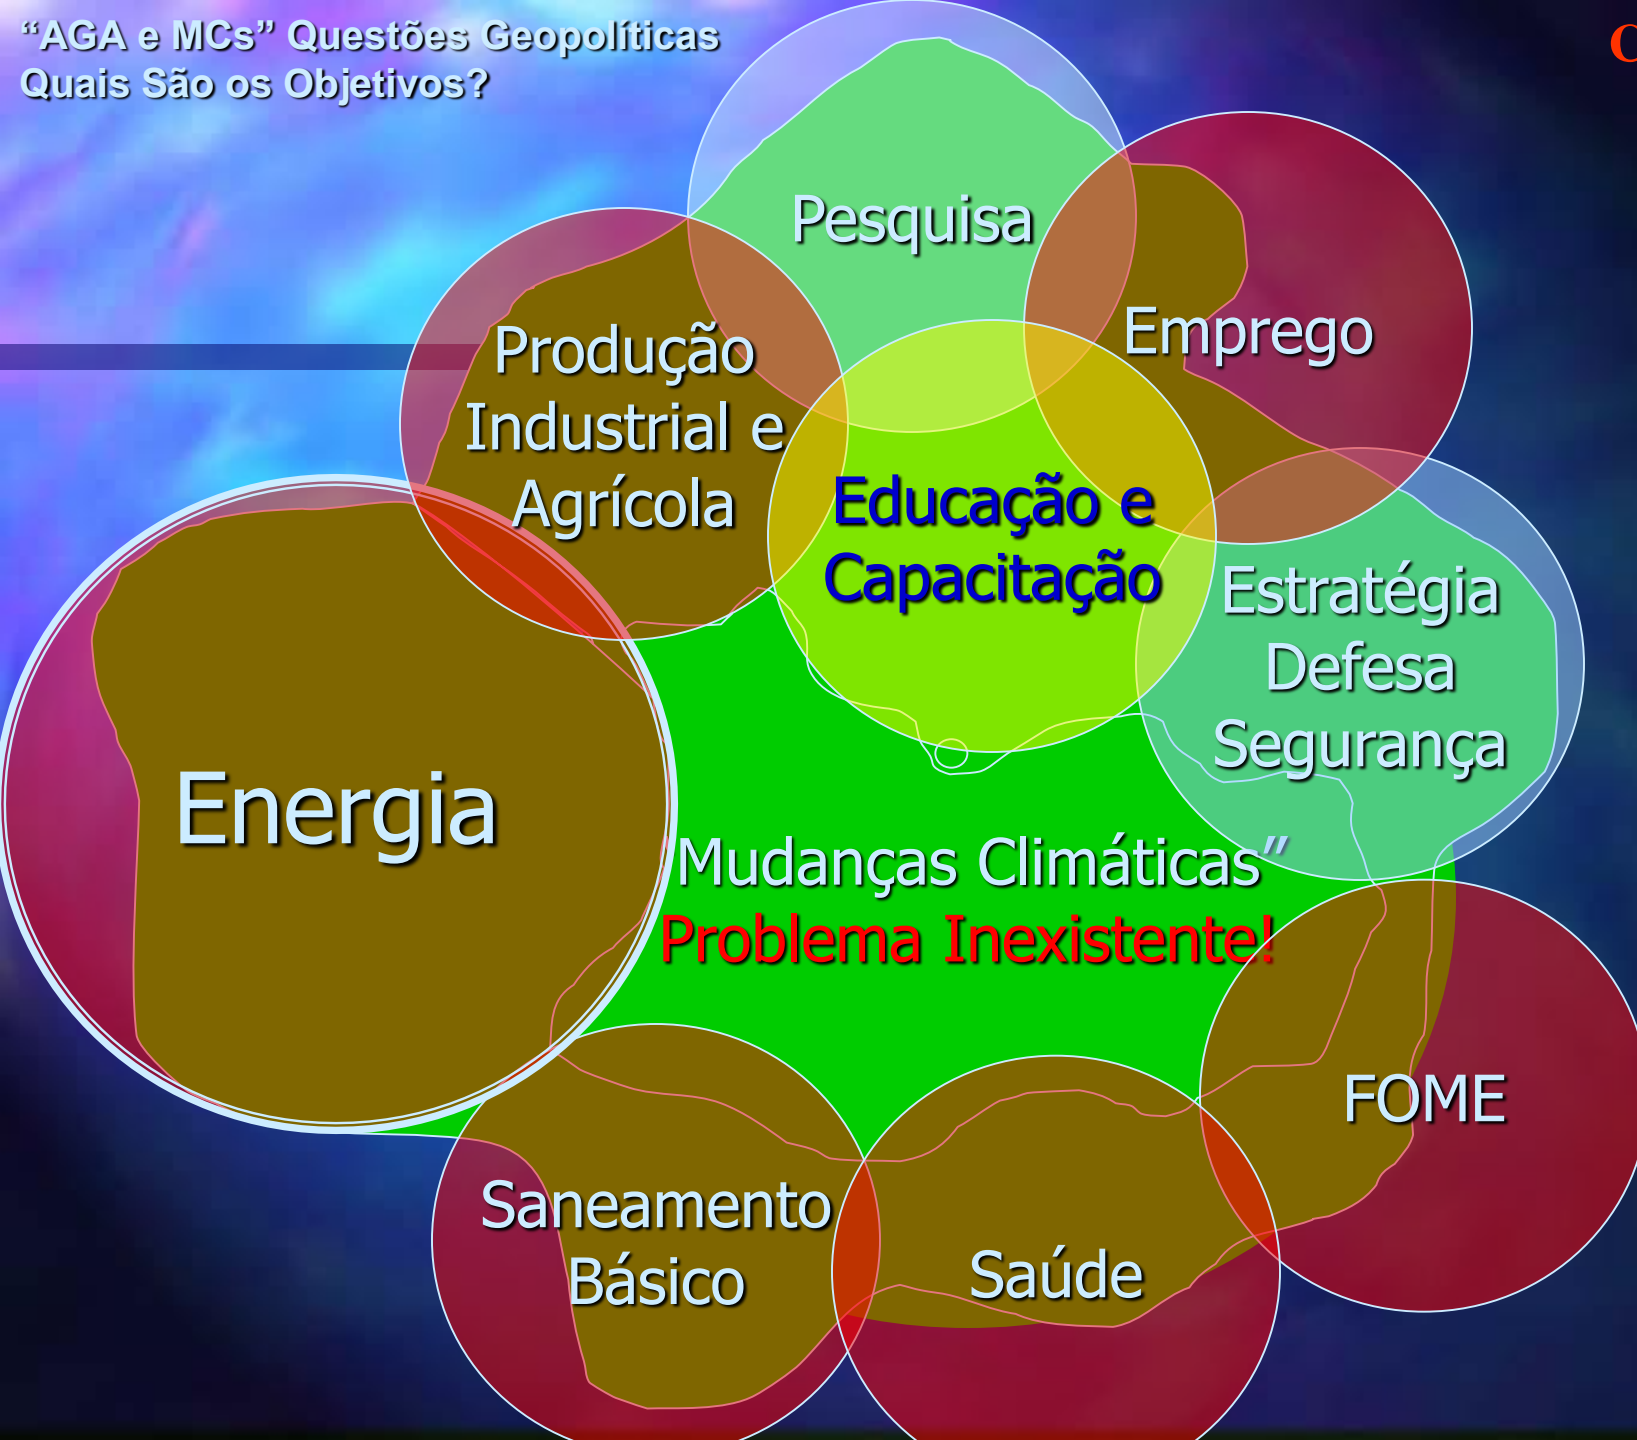 “AGA e MCs” Questões Geopolíticas
Quais São os Objetivos?
Pesquisa
Emprego
Produção
Industrial e
Agrícola
Educação e
Capacitação
Estratégia
Defesa
Segurança
Energia
Mudanças Climáticas”
Problema Inexistente!
FOME
Saneamento
Básico
Saúde